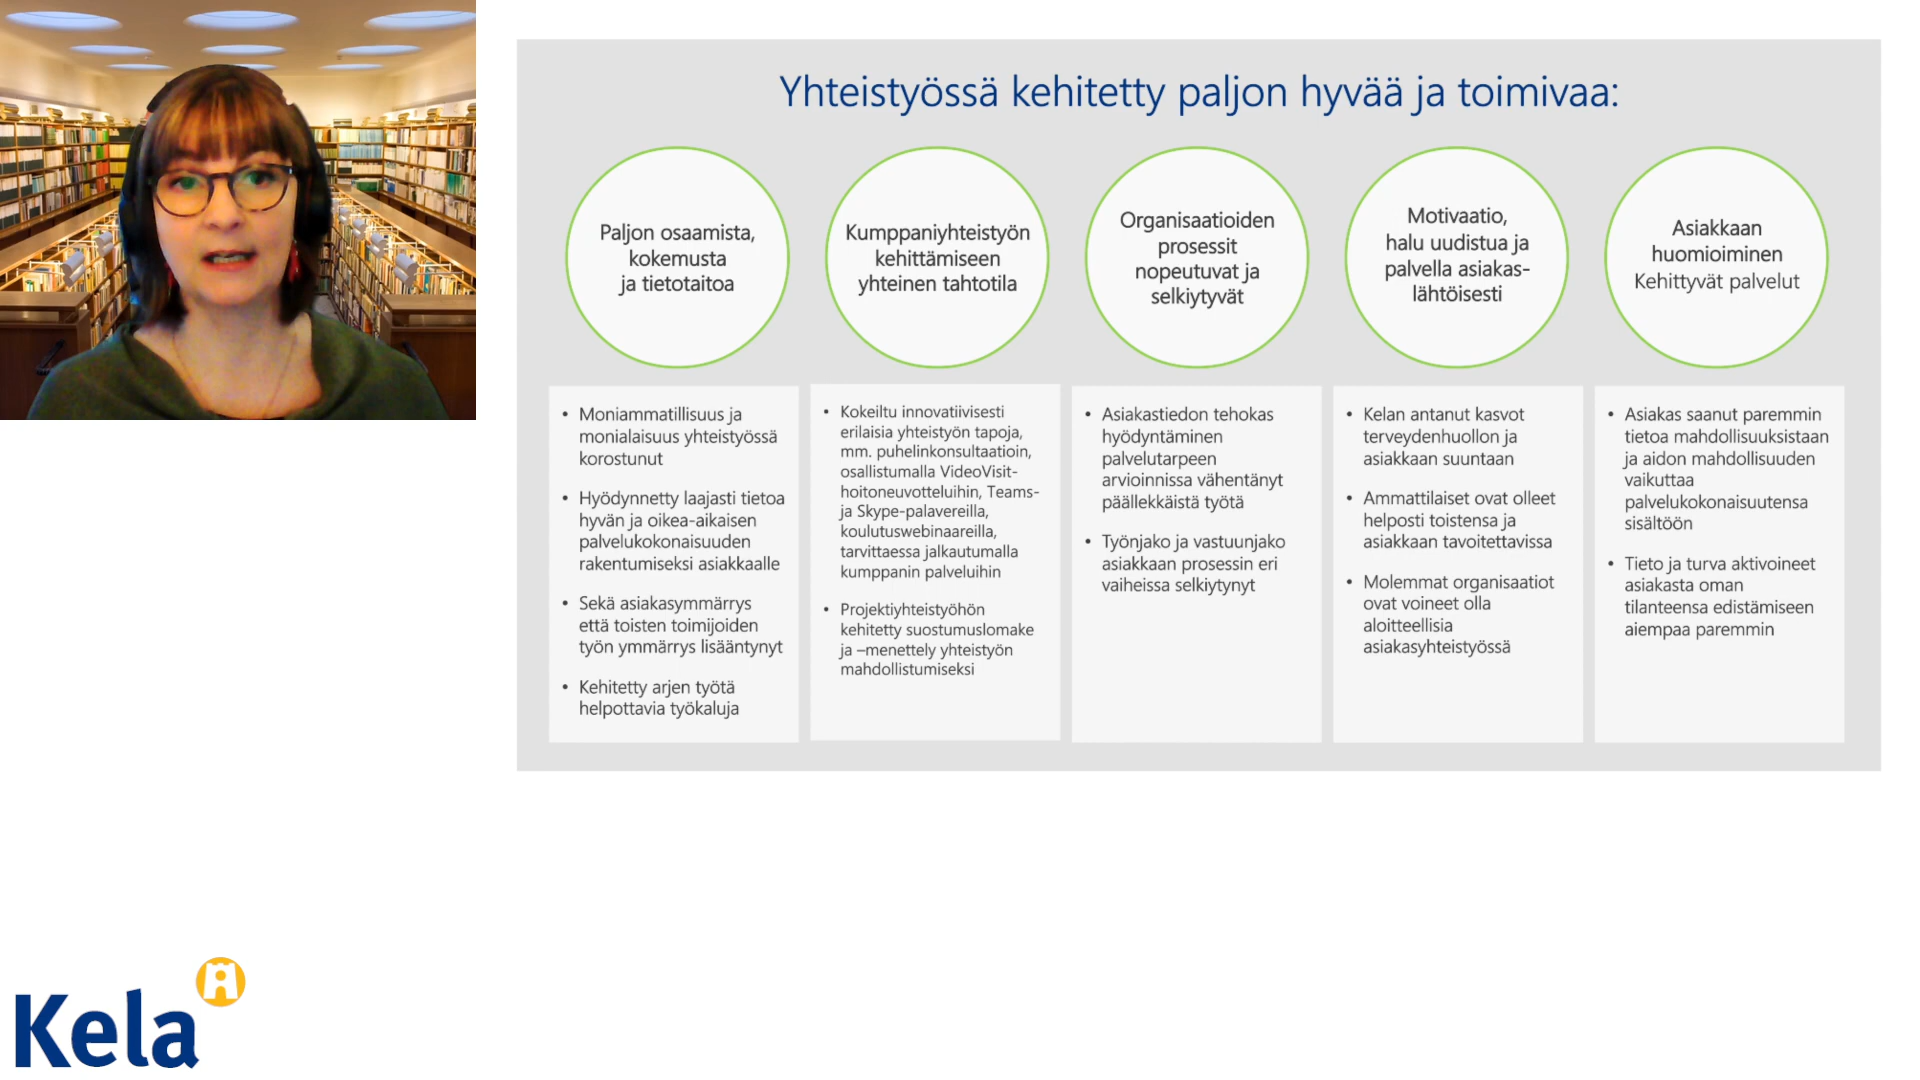 Yhteistyössä kehitetty paljon hyvää ja toimivaa:
Paljon osaamista,
kokemusta
ja tietotaitoa
Kumppaniyhteistyön
kehittämiseen
yhteinen tahtotila
Organisaatioiden
prosessit
nopeutuvat ja
selkiytyvät
Motivaatio,
halu uudistua ja
palvella asiakas-
lähtöisesti
Asiakkaan
huomioiminen
Kehittyvät palvelut
• Moniammatillisuus ja
monialaisuus yhteistyössä
korostunut
• Hyödynnetty laajasti tietoa
hyvän ja oikea-aikaisen
palvelukokonaisuuden
rakentumiseksi asiakkaalle
• Sekä asiakasymmärrys
että toisten toimijoiden
työn ymmärrys lisääntynyt
• Kehitetty arjen työtä
helpottavia työkaluja
• Kokeiltu innovatiivisesti
erilaisia yhteistyön tapoja,
mm. puhelinkonsultaatioin,
osallistumalla VideoVisit-
hoitoneuvotteluihin, Teams-
ja Skype-palavereilla,
koulutuswebinaareilla,
tarvittaessa jalkautumalla
kumppanin palveluihin
• Projektiyhteistyöhön
kehitetty suostumuslomake
ja –menettely yhteistyön
mahdollistumiseksi
• Asiakastiedon tehokas
hyödyntäminen
palvelutarpeen
arvioinnissa vähentänyt
päällekkäistä työtä
• Työnjako ja vastuunjako
asiakkaan prosessin eri
vaiheissa selkiytynyt
• Kelan antanut kasvot
terveydenhuollon ja
asiakkaan suuntaan
• Ammattilaiset ovat olleet
helposti toistensa ja
asiakkaan tavoitettavissa
• Molemmat organisaatiot
ovat voineet olla
aloitteellisia
asiakasyhteistyössä
• Asiakas saanut paremmin
tietoa mahdollisuuksistaan
ja aidon mahdollisuuden
vaikuttaa
palvelukokonaisuutensa
sisältöön
• Tieto ja turva aktivoineet
asiakasta oman
tilanteensa edistämiseen
aiempaa paremmin
Kela